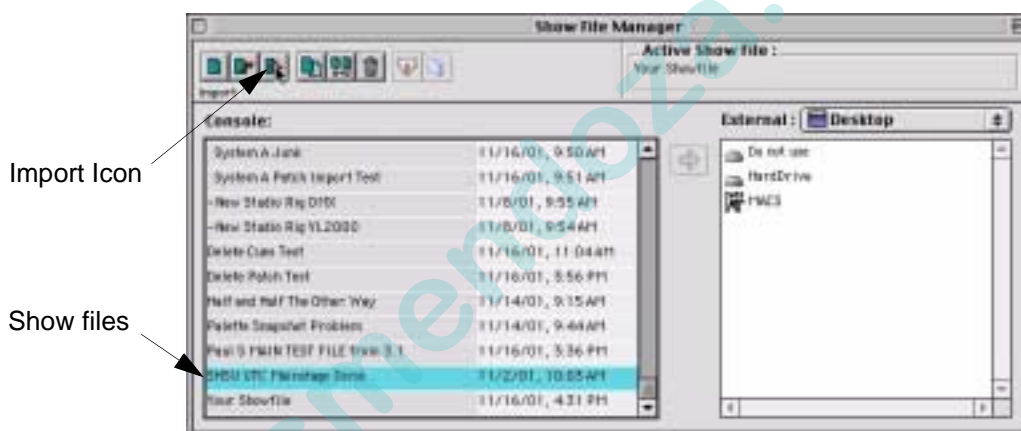 Show File Manager
Active Show file :
Your Showfile
Import
Console:
External : Desktop
Import Icon
Show files
System A Junk 11/16/01, 9:50 AM
System A Patch Import Test 11/16/01, 9:51 AM
~New Studio Rig DMX 11/8/01, 9:55 AM
~New Studio Rig VL2000 11/8/01, 9:54 AM
Delete Cues Test 11/16/01, 11:04 AM
Delete Patch Test 11/16/01, 5:56 PM
Half and Half The Other Way 11/14/01, 9:15 AM
Palette Snapshot Problem 11/14/01, 9:44 AM
Paul S MAIN TEST FILE from 3.1 11/16/01, 5:36 PM
11/2/01, 10:05 AM
Your Showfile 11/16/01, 4:31 PM
Do not use
HardDrive
MACS
mendoza.